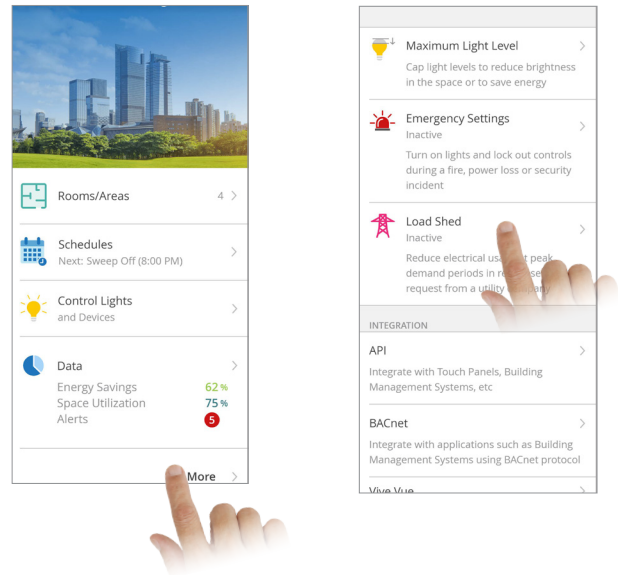 Rooms/Areas 4
Schedules
Next: Sweep Off (8:00 PM)
Control Lights
and Devices
Data
Energy Savings 62 %
Space Utilization 75 %
Alerts 5
More
Maximum Light Level
Cap light levels to reduce brightness
in the space or to save energy
Emergency Settings
Inactive
Turn on lights and lock out controls
during a fire, power loss or security
incident
Load Shed
Inactive
Reduce electrical peak
demand periods in
request from a utility
INTEGRATION
API
Integrate with Touch Panels, Building
Management Systems, etc
BACnet
Integrate with applications such as Building
Management Systems using BACnet protocol
Vive Vue